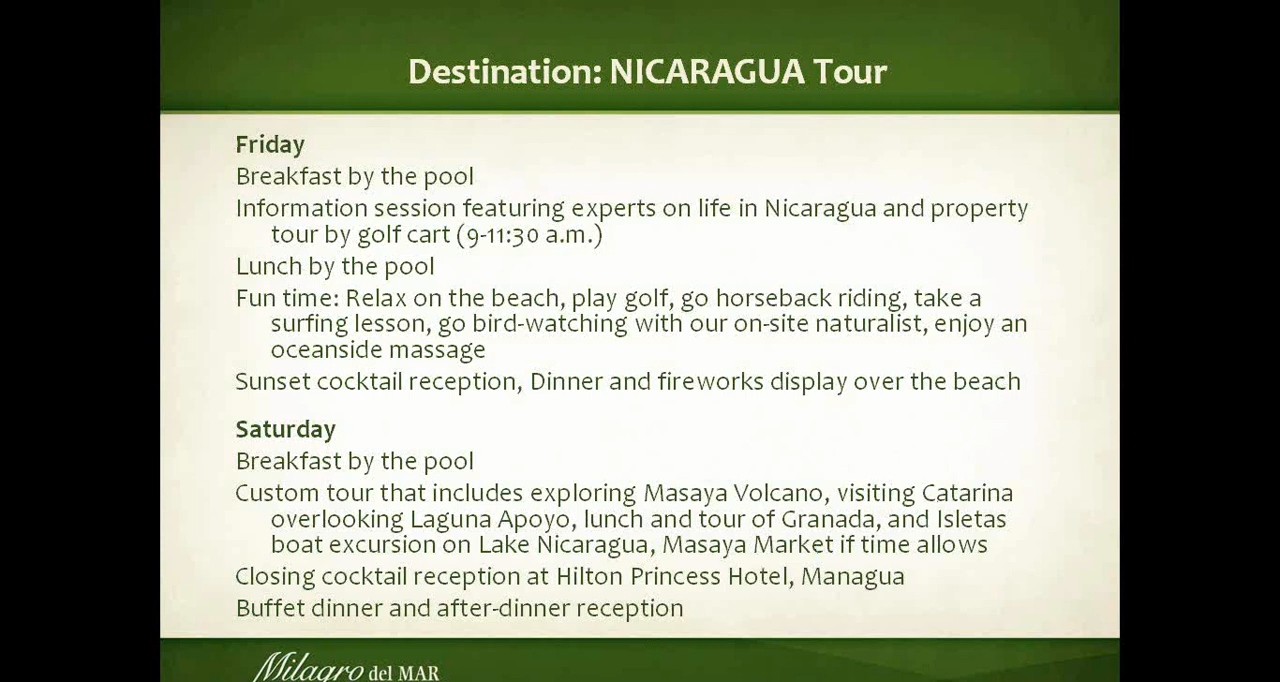 Destination: NICARAGUA Tour
Friday
Breakfast by the pool
Information session featuring experts on life in Nicaragua and property
tour by golf cart (9-11:30 a.m.)
Lunch by the pool
Fun time: Relax on the beach, play golf, go horseback riding, take a
surfing lesson, go bird-watching with our on-site naturalist, enjoy an
oceanside massage
Sunset cocktail reception, Dinner and fireworks display over the beach
Saturday
Breakfast by the pool
Custom tour that includes exploring Masaya Volcano, visiting Catarina
overlooking Laguna Apoyo, lunch and tour of Granada, and Isletas
boat excursion on Lake Nicaragua, Masaya Market if time allows
Closing cocktail reception at Hilton Princess Hotel, Managua
Buffet dinner and after-dinner reception
Milagro del MAR